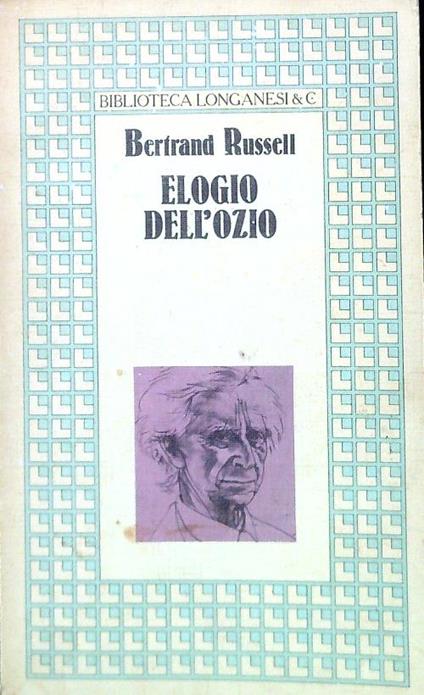 BIBLIOTECA LONGANESI & C
Bertrand Russell
ELOGIO
DELL'OZIO